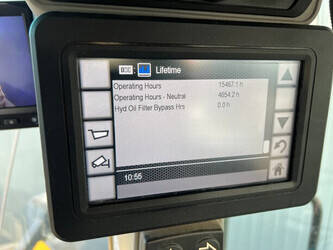 Lifetime
Operating Hours 15467.1 h
Operating Hours - Neutral 4654.2 h
Hyd Oil Filter Bypass Hrs 0.0 h
10:55